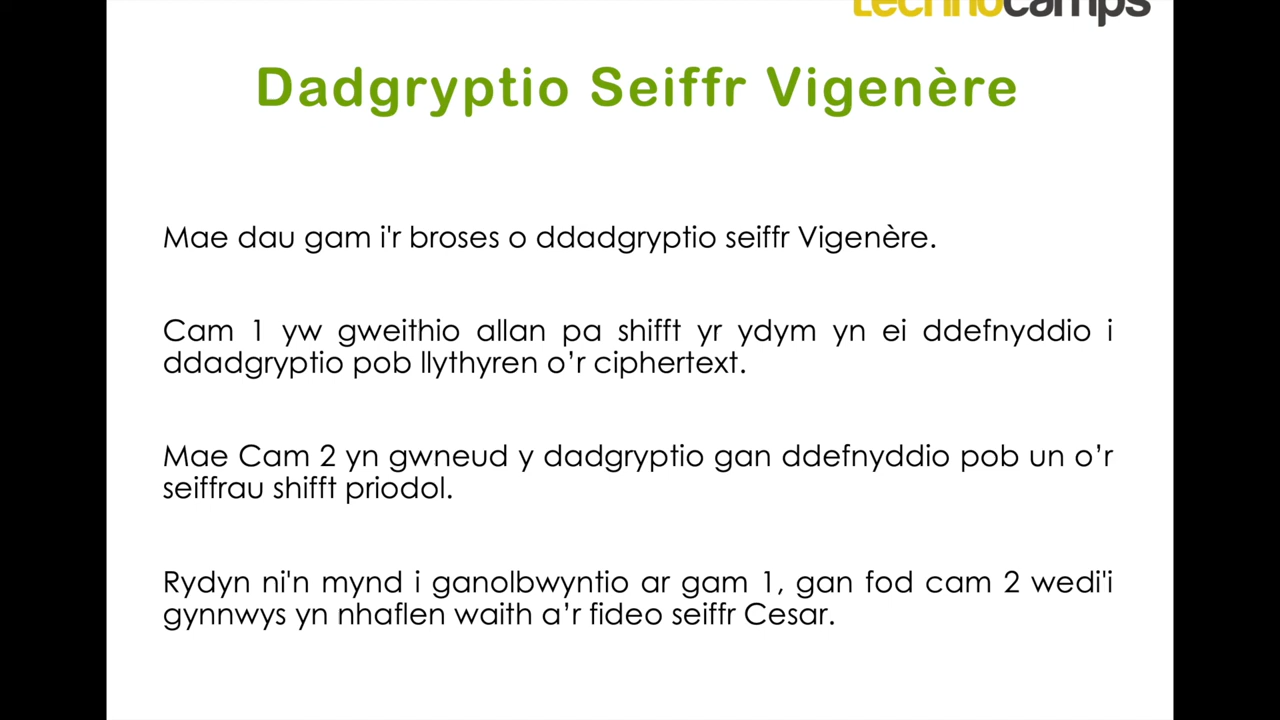 technocamps
Dadgryptio Seiffr Vigenère
Mae dau gam i'r broses o ddadgryptio seiffr Vigenère.
Cam 1 yw gweithio allan pa shifft yr ydym yn ei ddefnyddio i
ddadgryptio pob llythyren o’r ciphertext.
Mae Cam 2 yn gwneud y dadgryptio gan ddefnyddio pob un o’r
seiffrau shifft priodol.
Rydyn ni'n mynd i ganolbwyntio ar gam 1, gan fod cam 2 wedi'i
gynnwys yn nhaflen waith a’r fideo seiffr Cesar.